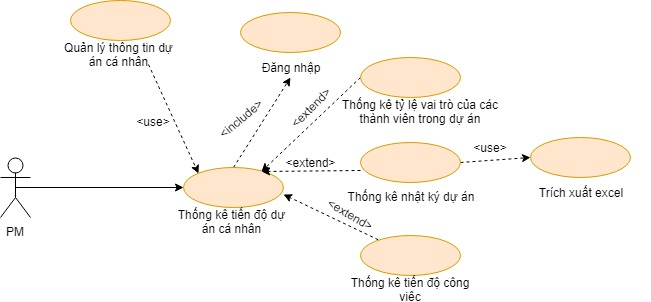 Quản lý thông tin dự
án cá nhân
Đăng nhập
Thống kê tỷ lệ vai trò của các
thành viên trong dự án
<use>
<include>
<extend>
<extend>
<use>
Thống kê nhật ký dự án
Trích xuất excel
PM
Thống kê tiến độ dự
án cá nhân
<extend>
Thống kê tiến độ công
việc